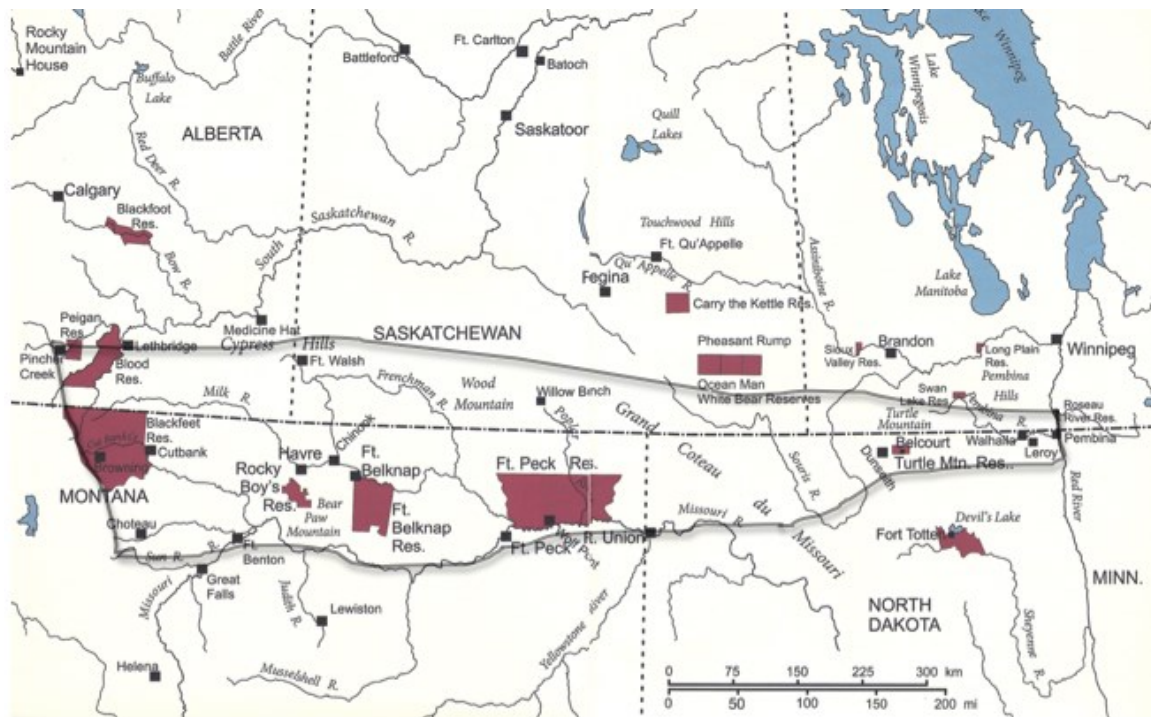 Rocky
Mountain
House
Battle River
Battleford
Ft. Carlton
Batoch
Buffalo
Lake
ALBERTA
Red Deer R.
Saskatoor
Quill
Lakes
Lake
Winnipegosis
Lake
Winnipeg
Calgary
Blackfoot
Res.
Bow R.
South Saskatchewan R.
Touchwood Hills
Ft. Qu'Appelle
Qu' Appelle R.
Regina
Carry the Kettle Res.
Assiniboine R.
Lake
Manitoba
Medicine Hat
SASKATCHEWAN
Peigan
Res
Pincher
Creek
Lethbridge
Blood
Res.
Cypress Hills
Ft. Walsh
Pheasant Rump
Ocean Man
White Bear Reserves
Sioux
Valley Res.
Brandon
Long Plain
Res.
Winnipeg
Pembina
Hills
Swan
Lake Res
Pembina R.
Roseau
River Res.
Milk R.
Frenchman R.
Wood
Mountain
Willow Bunch
Poplar
Grand
Coteau
du
Missouri
Souris R.
Turtle
Mountain
Belcourt
Turtle Mtn. Res..
Dunseith
Walhalla
Leroy
Pembina
Blackfeet
Res.
Cutbank
Browning
MONTANA
Chinook
Havre
Rocky
Boy's
Res.
Bear
Paw
Mountain
Ft.
Belknap
Ft.
Belknap
Res.
Ft. Peck Res.
Ft. Peck
Ft. Union
Missouri R.
Choteau
Sun R.
Ft.
Benton
Great
Falls
Missouri R.
Judith R.
Lewiston
Musselshell R.
Helena
Yellowstone River
Fort Totten
Devil's Lake
Red River
MINN.
NORTH
DAKOTA
Sheyenne R.
0 75 150 225 300 km
0 50 100 150 200 mi